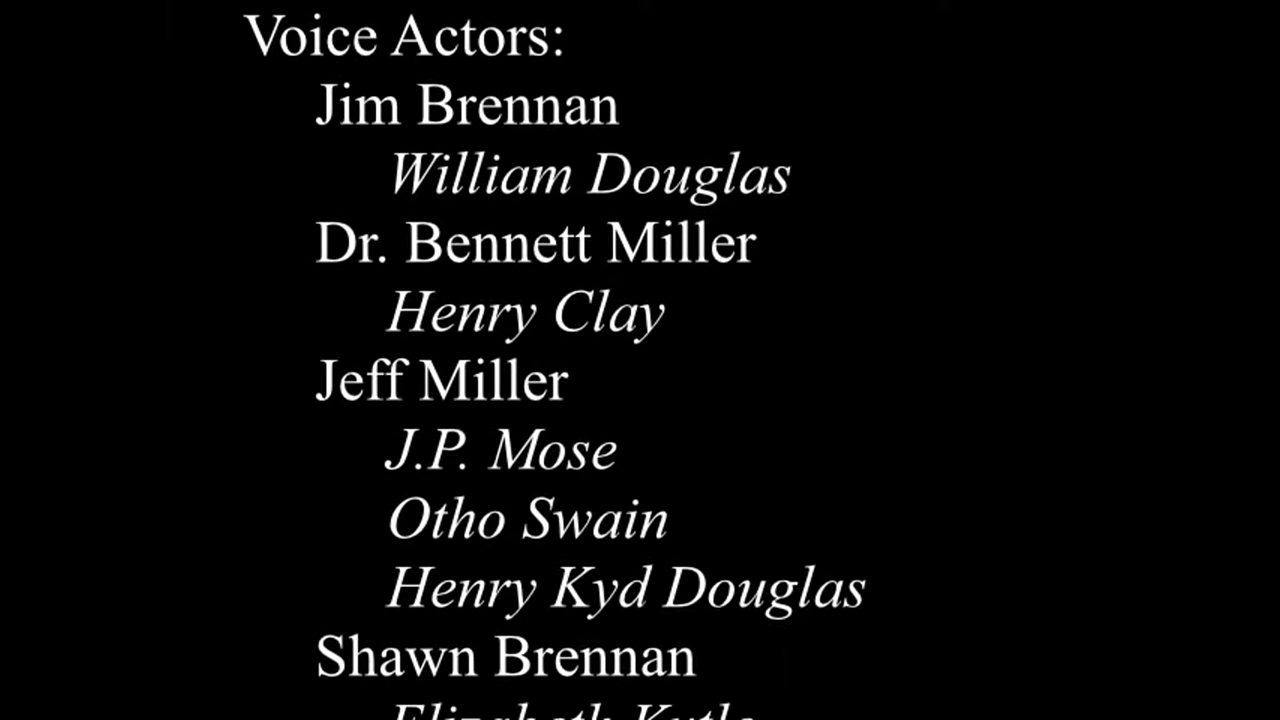 Voice Actors:
Jim Brennan
William Douglas
Dr. Bennett Miller
Henry Clay
Jeff Miller
J.P. Mose
Otho Swain
Henry Kyd Douglas
Shawn Brennan
Elizabeth